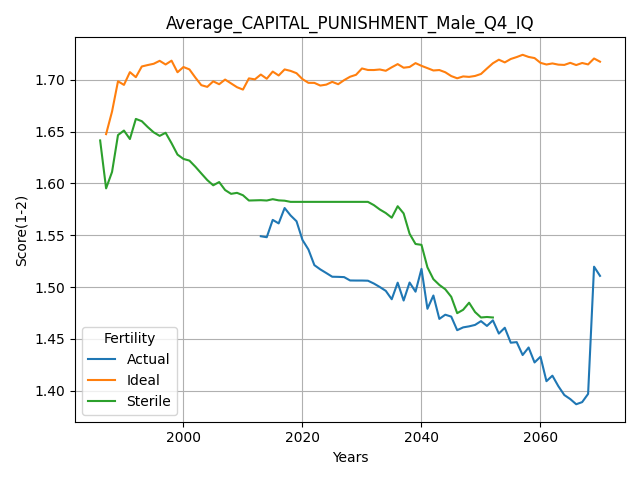 Average_CAPITAL_PUNISHMENT_Male_Q4_IQ
Score(1-2)
1.70
1.65
1.60
1.55
1.50
1.45
1.40
Fertility
Actual
Ideal
Sterile
2000 2020 2040 2060
Years